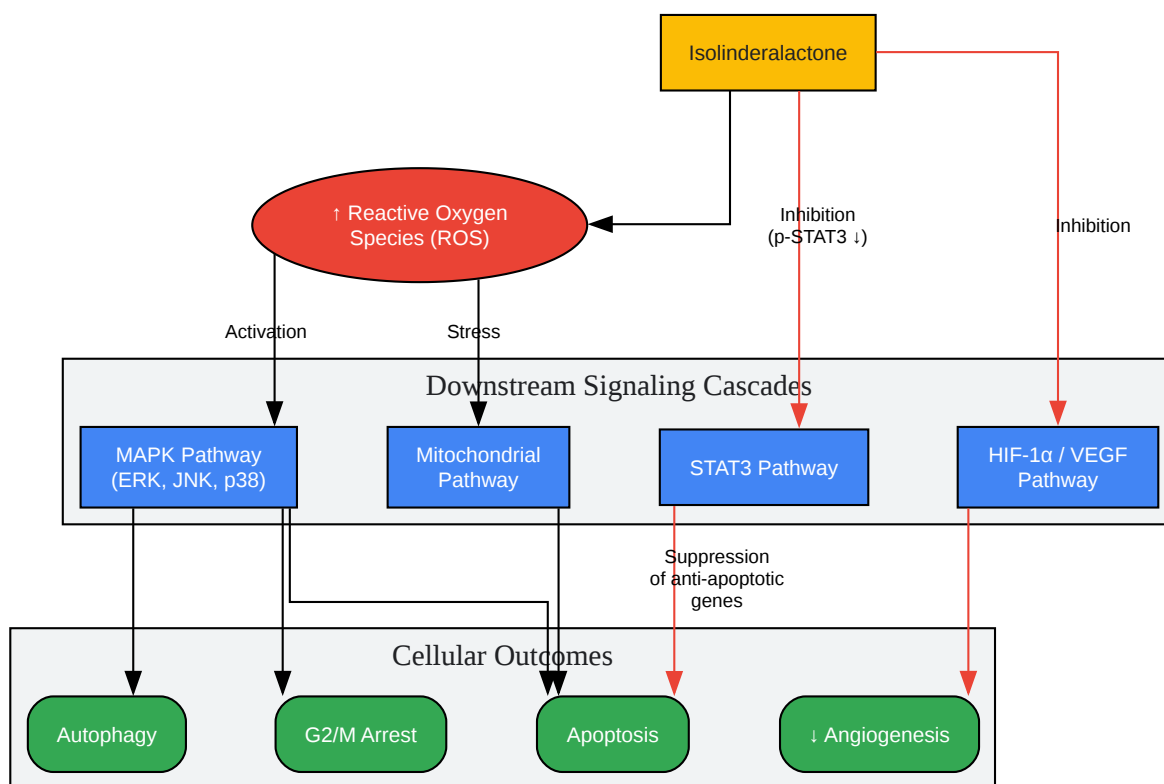 Isolinderalactone
↑ Reactive Oxygen
Species (ROS)
Inhibition
(p-STAT3 ↓)
Inhibition
Activation
Stress
Downstream Signaling Cascades
MAPK Pathway
(ERK, JNK, p38)
Mitochondrial
Pathway
STAT3 Pathway
HIF-1α / VEGF
Pathway
Suppression
of anti-apoptotic
genes
Cellular Outcomes
Autophagy
G2/M Arrest
Apoptosis
↓ Angiogenesis